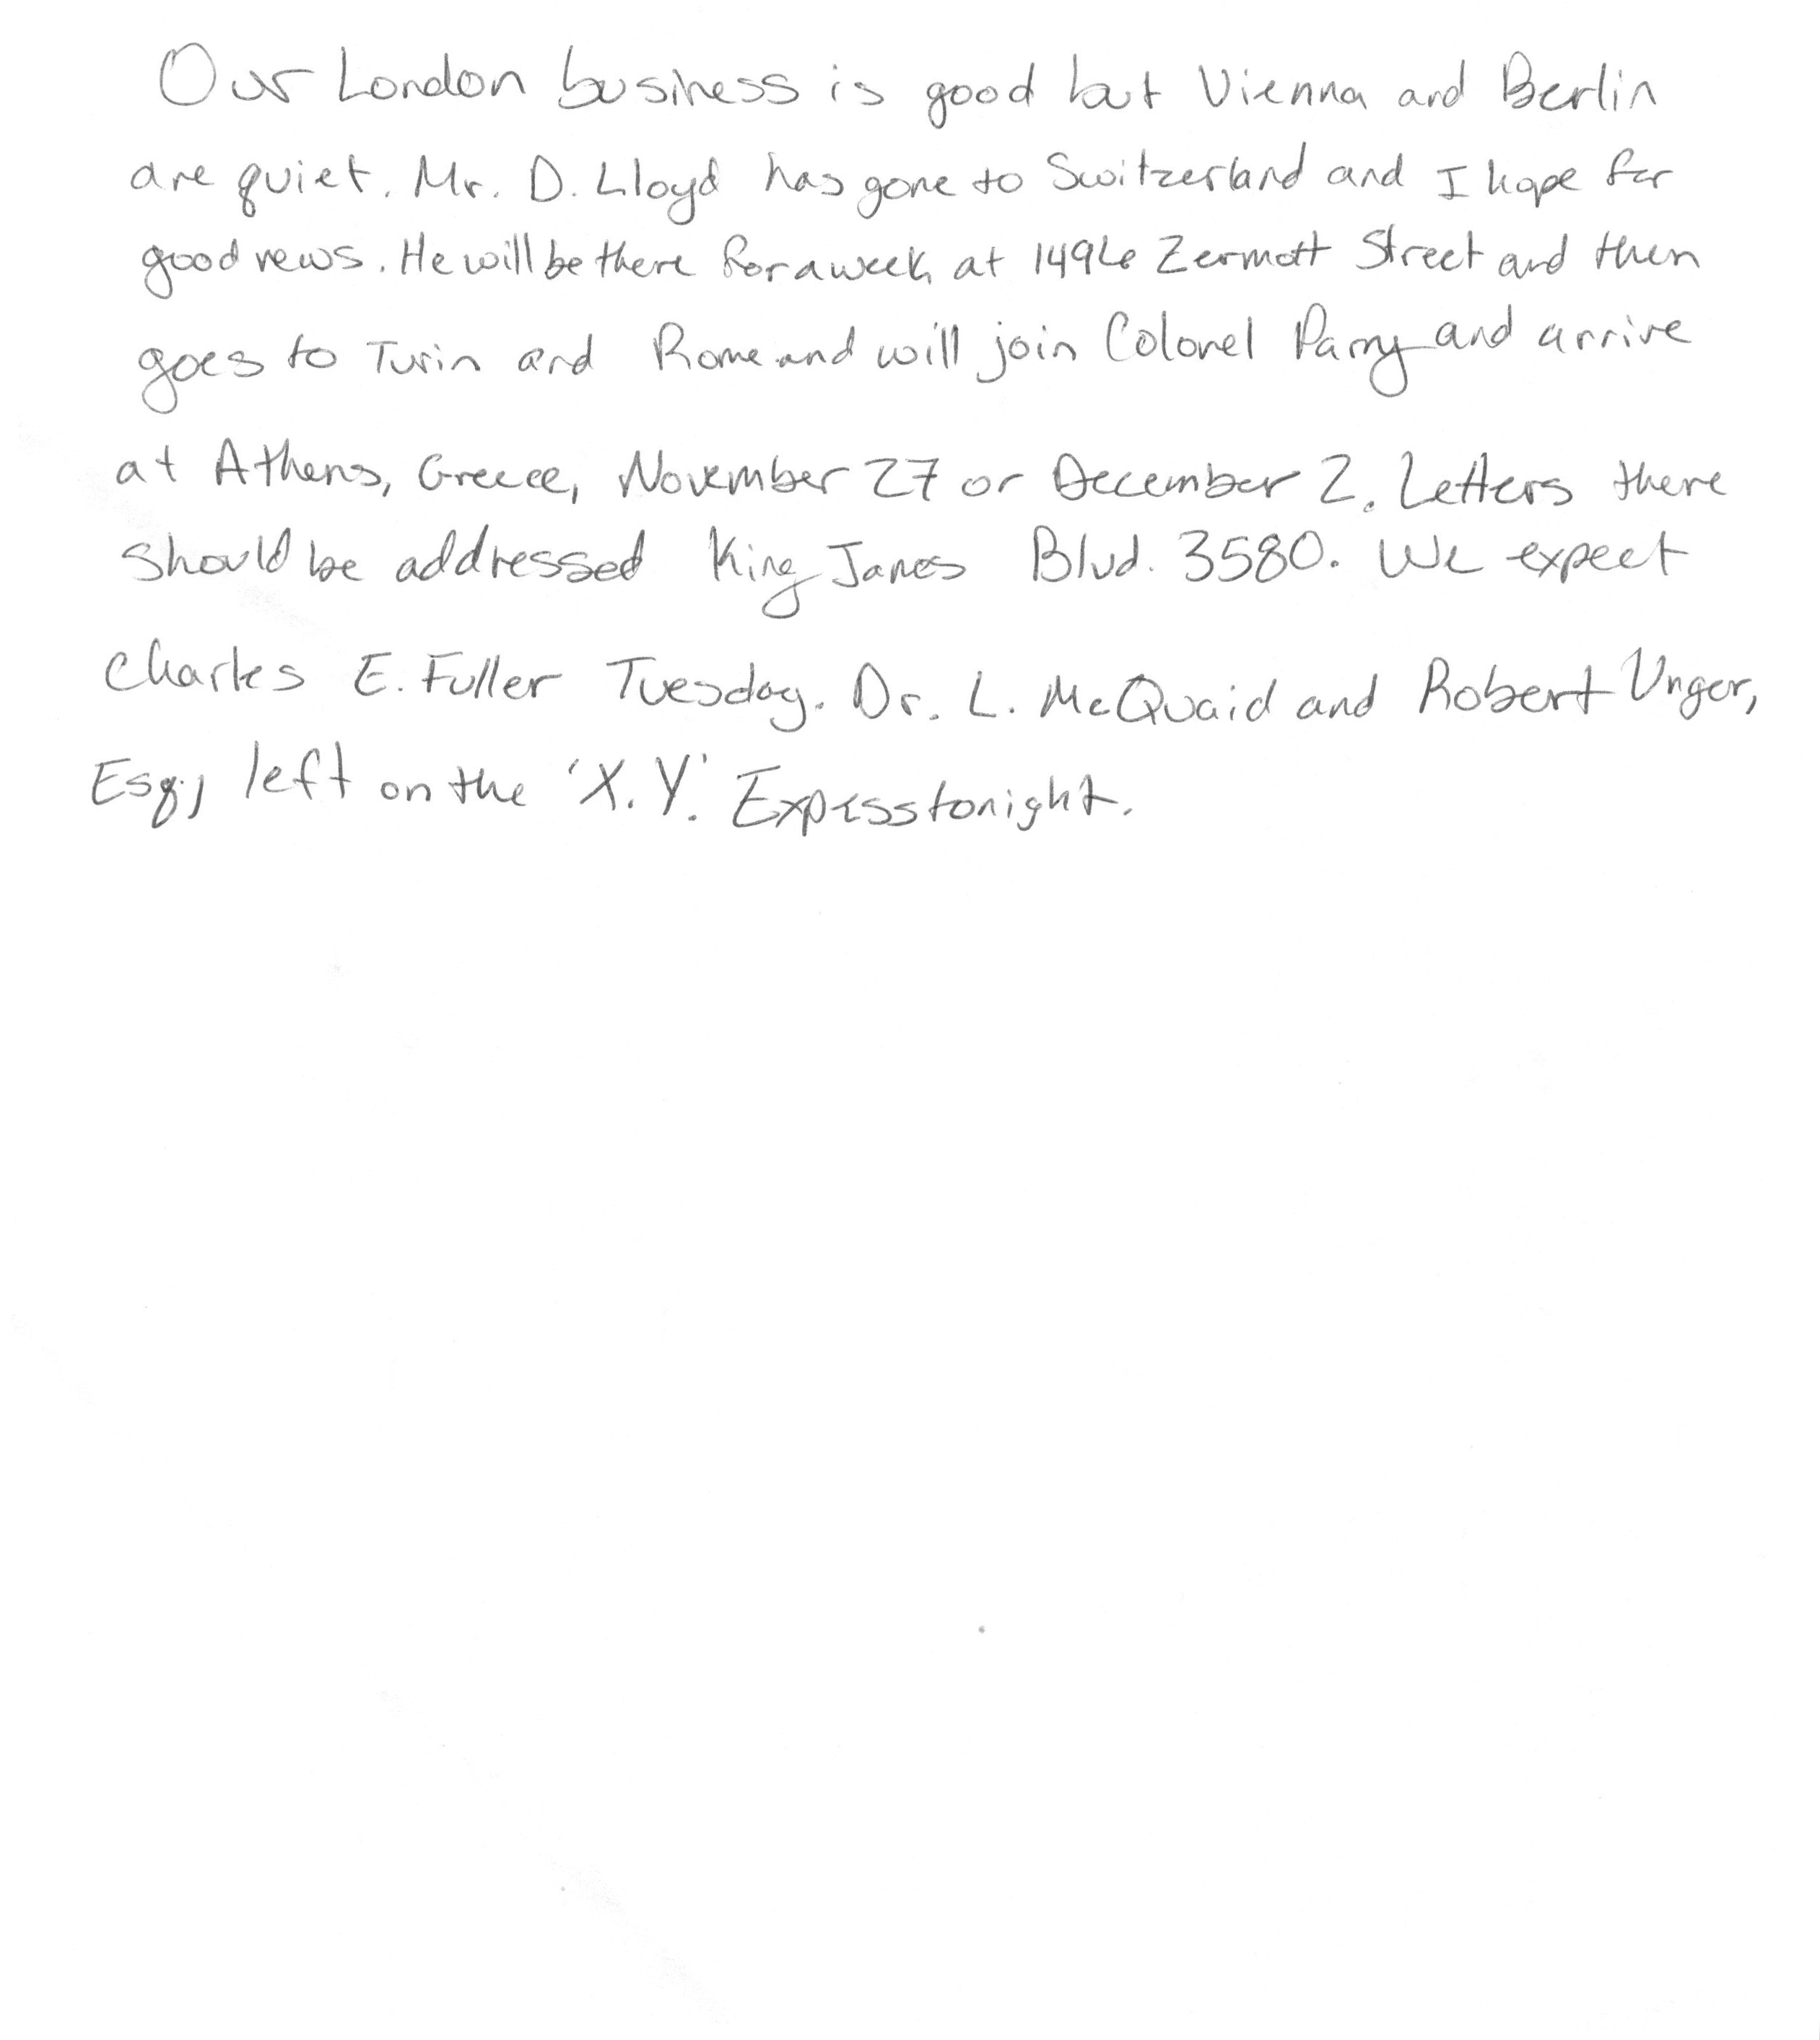 Our London business is good but Vienna and Berlin
are quiet. Mr. D. Lloyd has gone to Switzerland and I hope for
good news. He will be there for a week at 1496 Zermott Street and then
goes to Turin and Rome and will join Colonel Parry and arrive
at Athens, Greece, November 27 or December 2. Letters there
should be addressed King James Blvd. 3580. We expect
Charles E. Fuller Tuesday. Dr. L. McQuaid and Robert Unger,
Esq., left on the 'X.Y.' Express tonight.